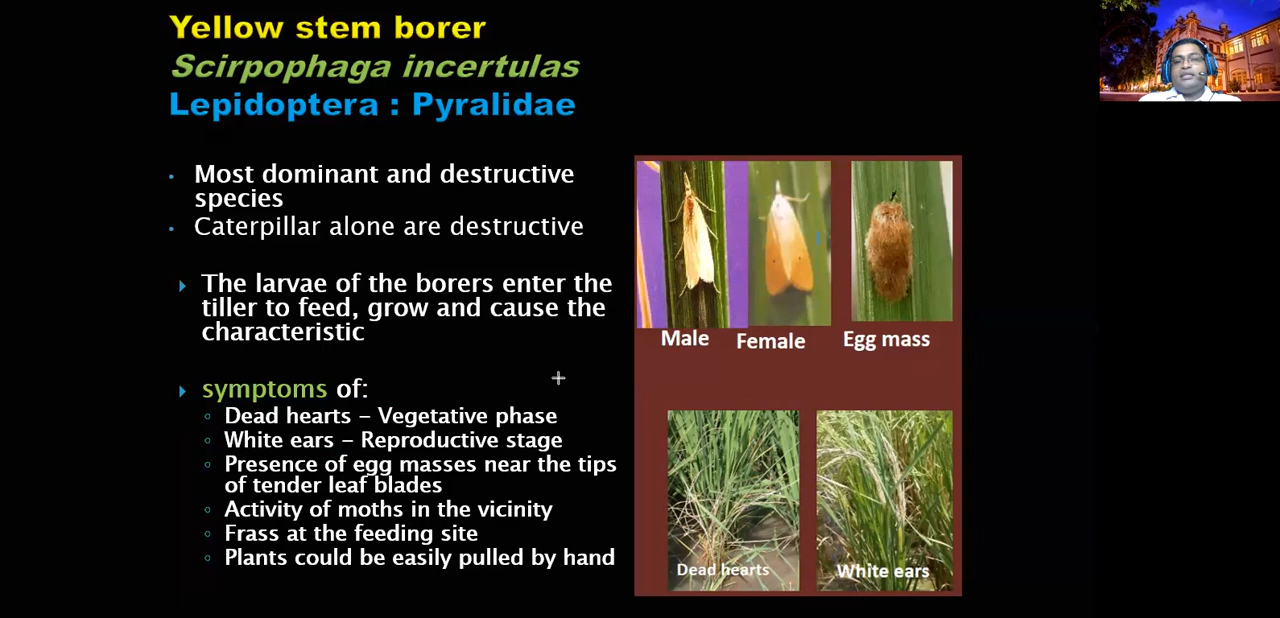 Yellow stem borer
Scirpophaga incertulas
Lepidoptera : Pyralidae
• Most dominant and destructive
species
• Caterpillar alone are destructive
The larvae of the borers enter the
tiller to feed, grow and cause the
characteristic
symptoms of:
◦ Dead hearts – Vegetative phase
◦ White ears – Reproductive stage
◦ Presence of egg masses near the tips
of tender leaf blades
◦ Activity of moths in the vicinity
◦ Frass at the feeding site
◦ Plants could be easily pulled by hand
Male
Female
Egg mass
Dead hearts
White ears